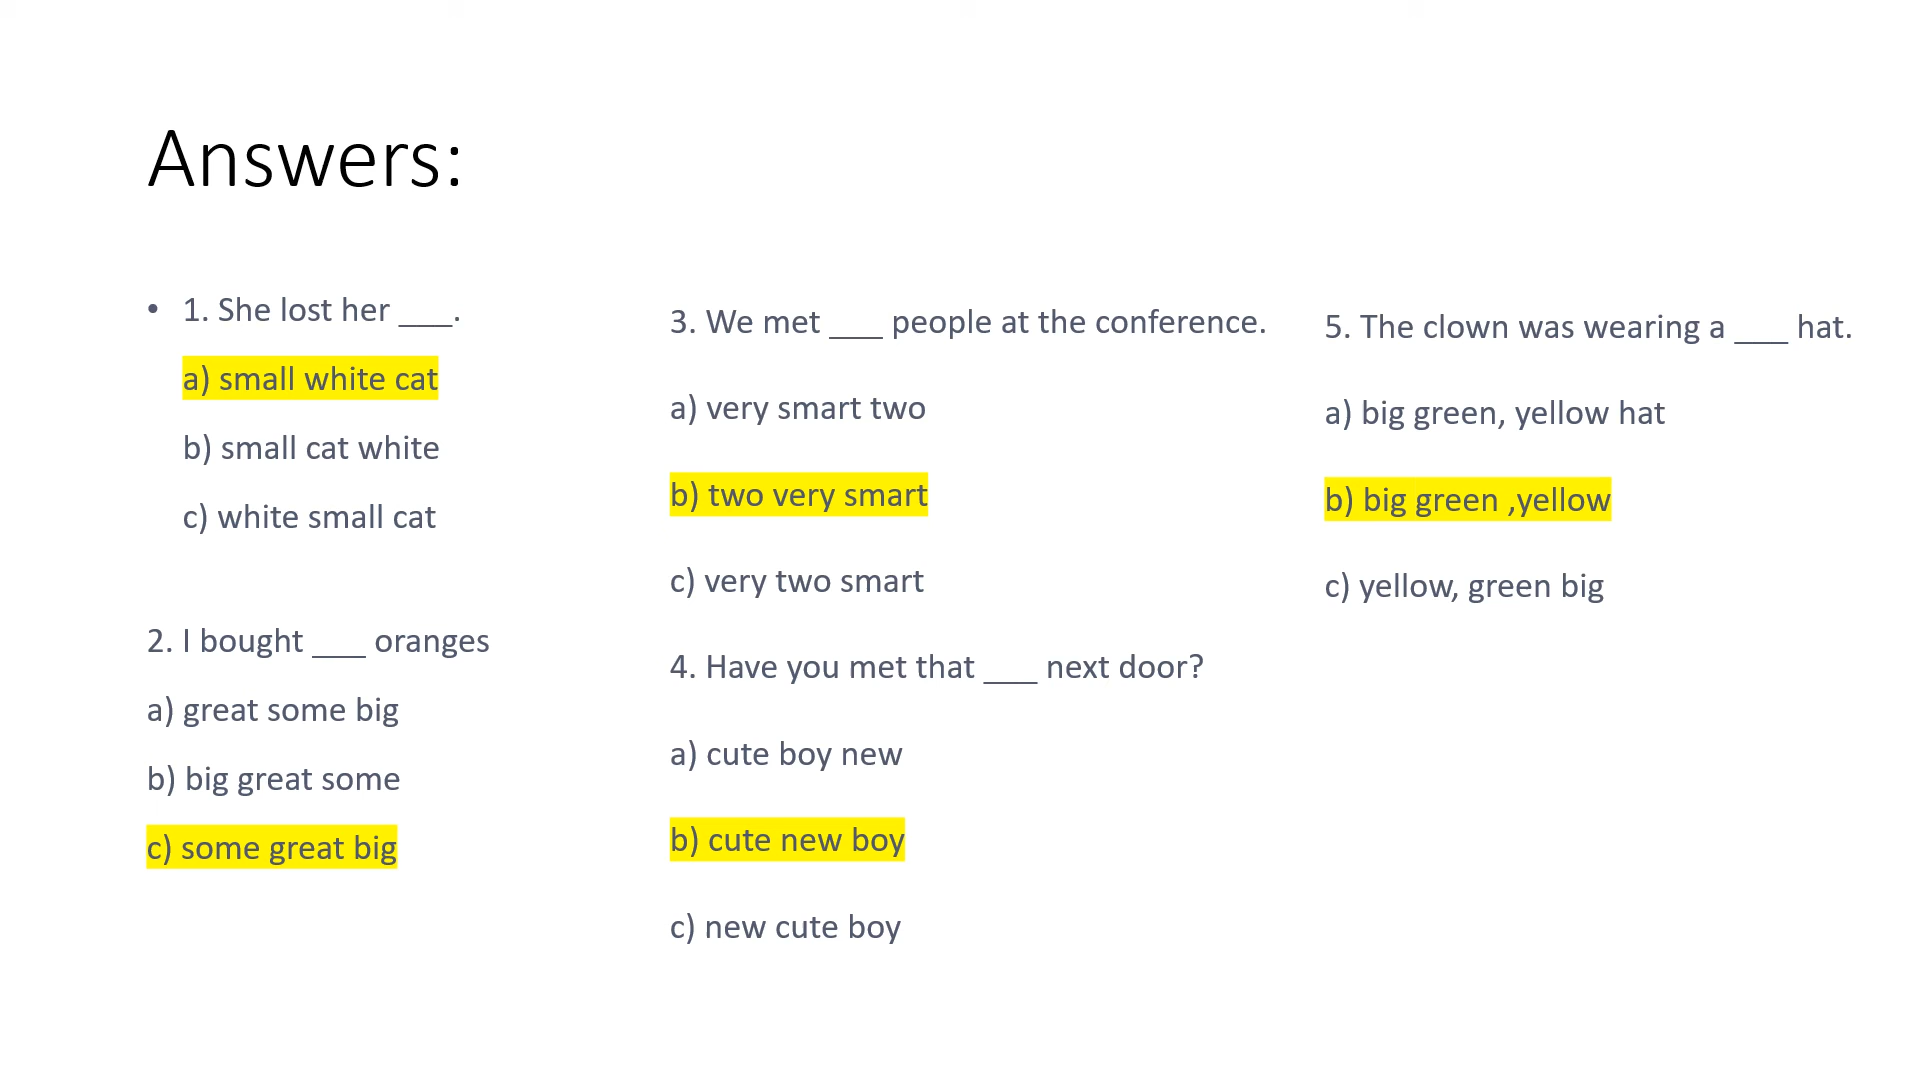 Answers:
• 1. She lost her ___.
a) small white cat
b) small cat white
c) white small cat
2. I bought ___ oranges
a) great some big
b) big great some
c) some great big
3. We met ___ people at the conference.
a) very smart two
b) two very smart
c) very two smart
4. Have you met that ___ next door?
a) cute boy new
b) cute new boy
c) new cute boy
5. The clown was wearing a ___ hat.
a) big green, yellow hat
b) big green ,yellow
c) yellow, green big